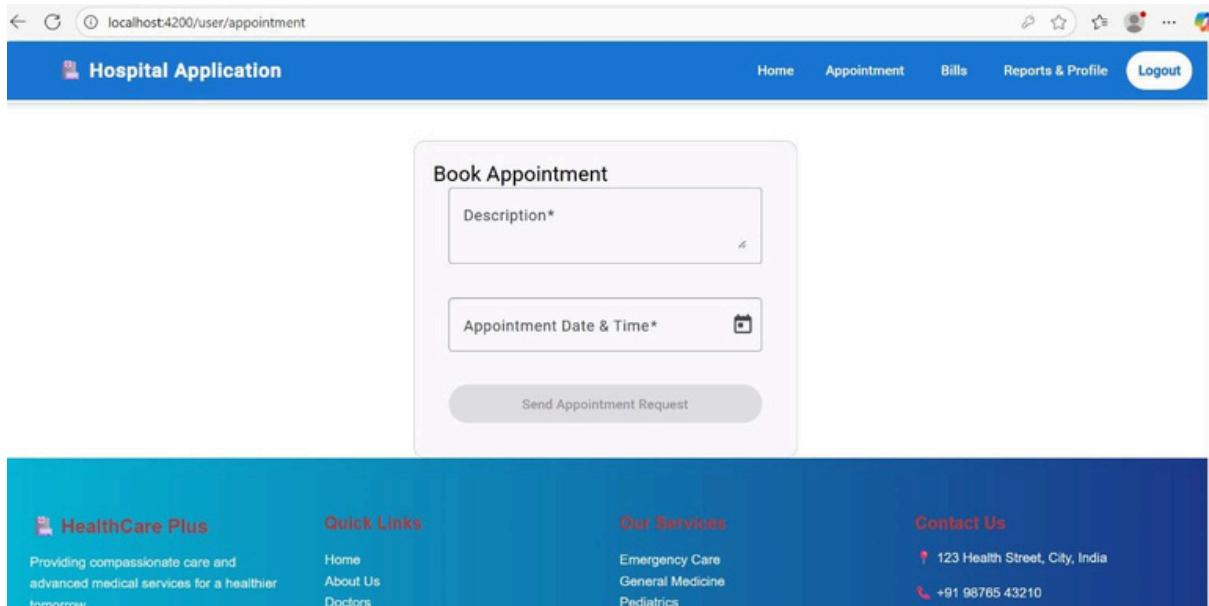 localhost:4200/user/appointment
Hospital Application
Home Appointment Bills Reports & Profile Logout
Book Appointment
Description*
Appointment Date & Time*
Send Appointment Request
HealthCare Plus
Providing compassionate care and
advanced medical services for a healthier
tomorrow
Quick Links
Home
About Us
Doctors
Our Services
Emergency Care
General Medicine
Pediatrics
Contact Us
123 Health Street, City, India
+91 98765 43210